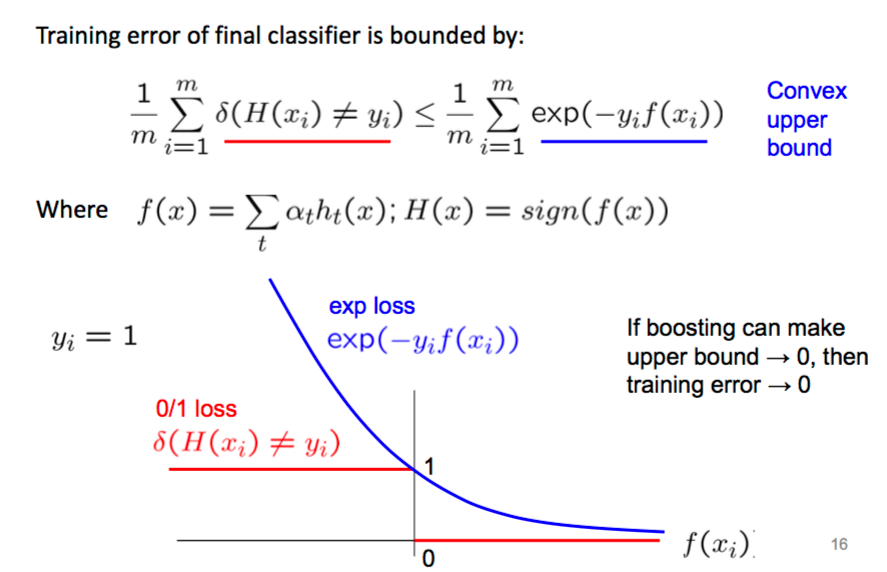 Training error of final classifier is bounded by:
\frac{1}{m} \sum_{i=1}^{m} \delta(H(x_i) \neq y_i) \leq \frac{1}{m} \sum_{i=1}^{m} \exp(-y_i f(x_i))
Convex
upper
bound
Where f(x) = \sum_t \alpha_t h_t(x); H(x) = sign(f(x))
exp loss
exp(-y_i f(x_i))
y_i = 1
If boosting can make
upper bound → 0, then
training error → 0
0/1 loss
δ(H(x_i) ≠ y_i)
1
0
f(x_i)
16